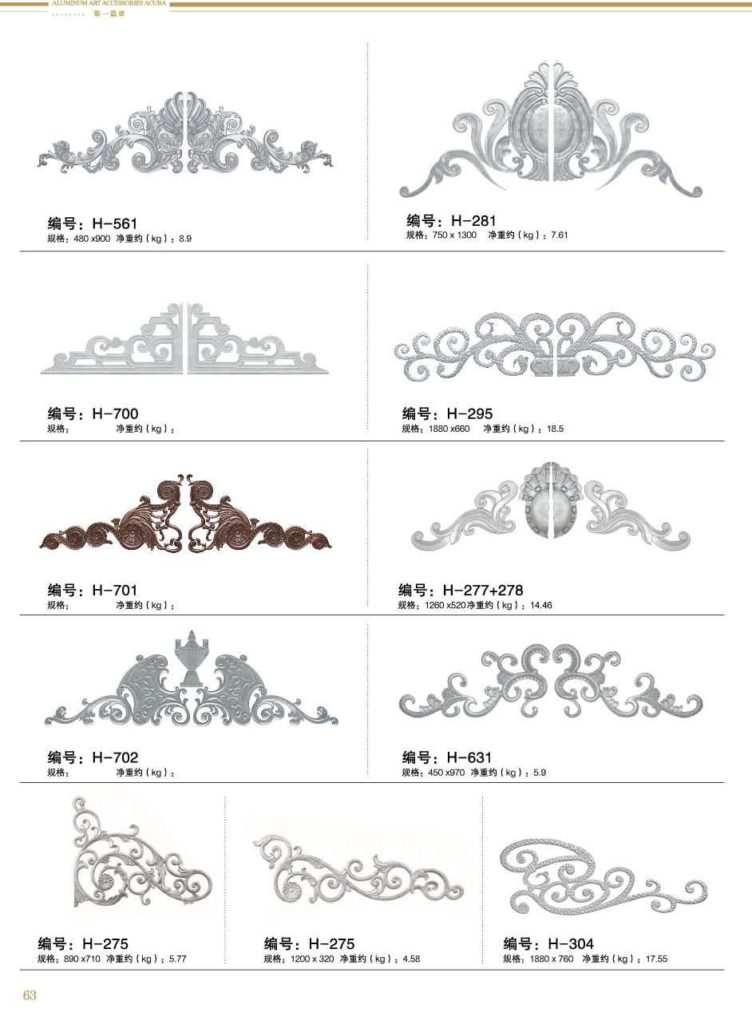 ALUMINUM ART ACCESSORIES ACURA
第一篇章
编号：H-561
规格：480 x900 净重约（kg）：8.9
编号：H-281
规格：750 x 1300 净重约（kg）：7.61
编号：H-700
规格： 净重约（kg）：
编号：H-295
规格：1880 x660 净重约（kg）：18.5
编号：H-701
规格： 净重约（kg）：
编号：H-277+278
规格：1260 x520净重约（kg）：14.46
编号：H-702
规格： 净重约（kg）：
编号：H-631
规格：450 x970 净重约（kg）：5.9
编号：H-275
规格：890 x710 净重约（kg）：5.77
编号：H-275
规格：1200 x 320 净重约（kg）：4.58
编号：H-304
规格：1880 x 760 净重约（kg）：17.55
63